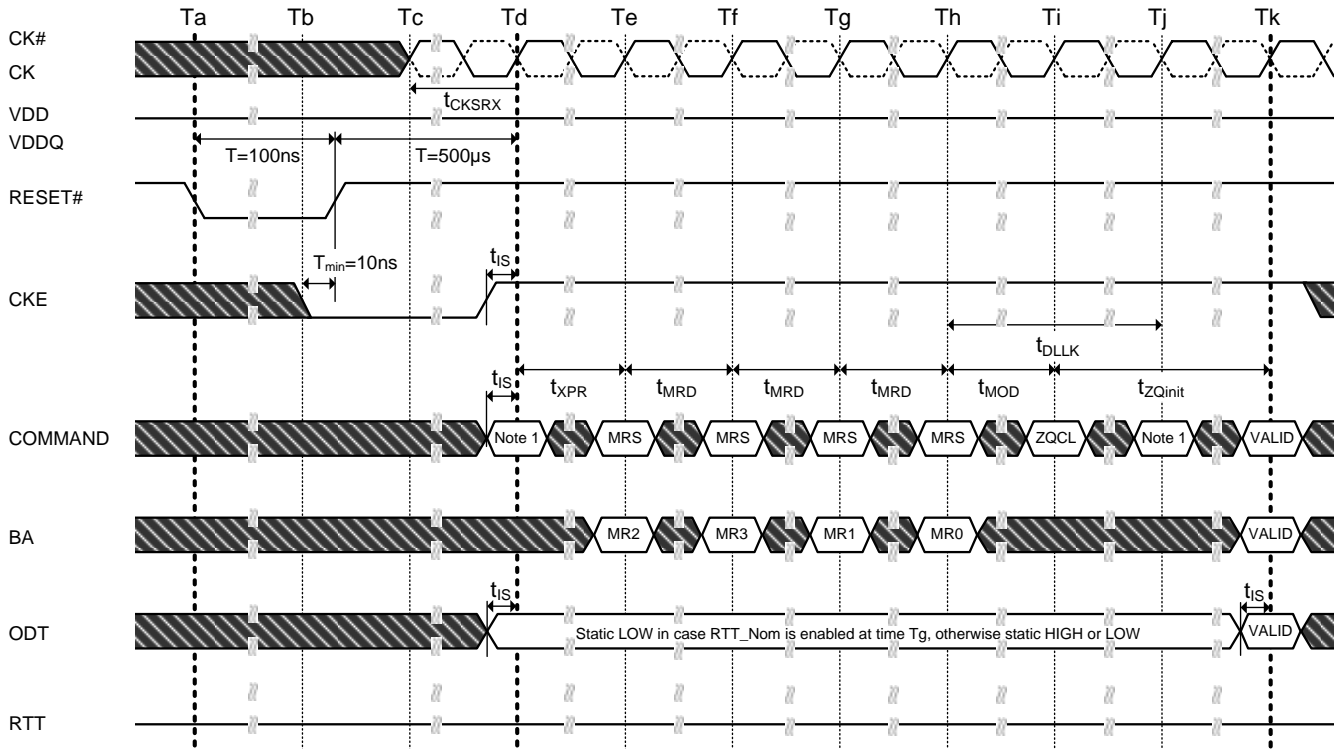 Ta Tb Tc Td Te Tf Tg Th Ti Tj Tk
CK#
CK
tCKSRX
VDD
VDDQ
T=100ns T=500µs
RESET#
Tmin=10ns tIS
CKE
tDLLK
tIS tXPR tMRD tMRD tMRD tMOD tZQinit
COMMAND Note 1 MRS MRS MRS MRS ZQCL Note 1 VALID
BA MR2 MR3 MR1 MR0 VALID
tIS tIS
ODT Static LOW in case RTT_Nom is enabled at time Tg, otherwise static HIGH or LOW VALID
RTT